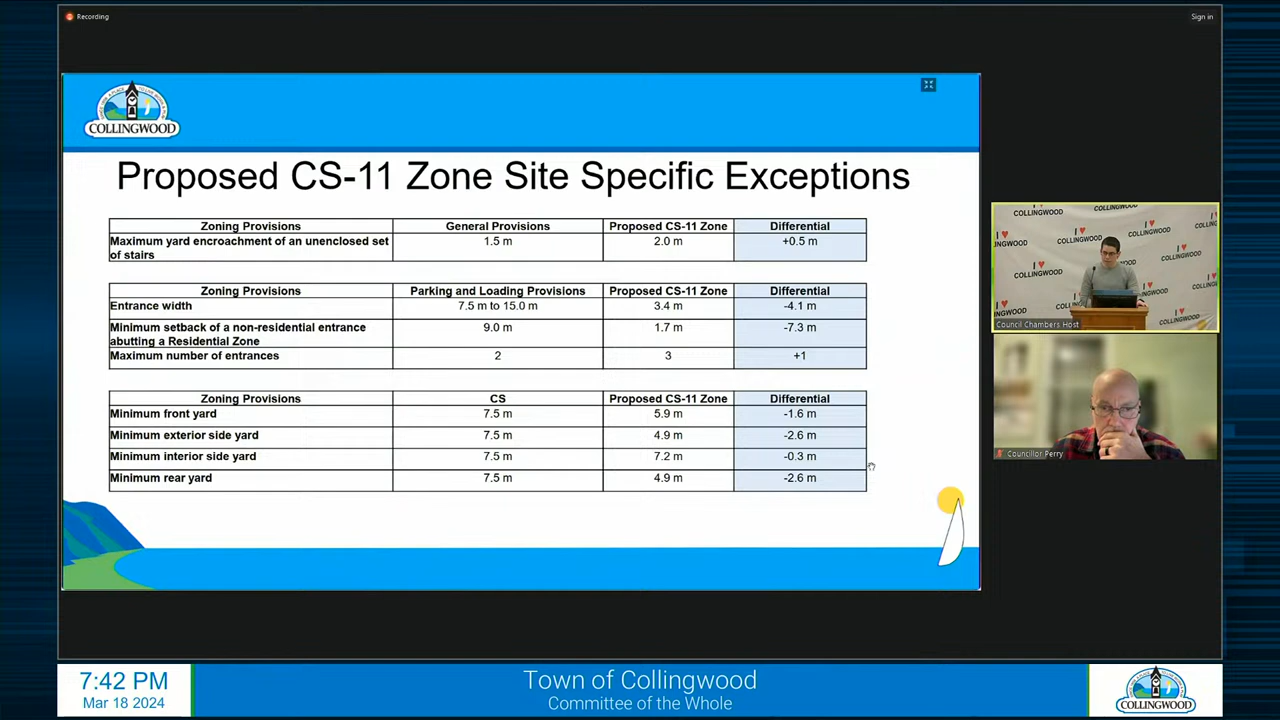 Recording
Sign in
COLLINGWOOD
Proposed CS-11 Zone Site Specific Exceptions
Zoning Provisions General Provisions Proposed CS-11 Zone Differential
Maximum yard encroachment of an unenclosed set of stairs 1.5 m 2.0 m +0.5 m
Zoning Provisions Parking and Loading Provisions Proposed CS-11 Zone Differential
Entrance width 7.5 m to 15.0 m 3.4 m -4.1 m
Minimum setback of a non-residential entrance abutting a Residential Zone 9.0 m 1.7 m -7.3 m
Maximum number of entrances 2 3 +1
Zoning Provisions CS Proposed CS-11 Zone Differential
Minimum front yard 7.5 m 5.9 m -1.6 m
Minimum exterior side yard 7.5 m 4.9 m -2.6 m
Minimum interior side yard 7.5 m 7.2 m -0.3 m
Minimum rear yard 7.5 m 4.9 m -2.6 m
COLLINGWOOD
I ♥ COLLINGWOOD
Council Chambers Host
Councillor Perry
7:42 PM
Mar 18 2024
Town of Collingwood
Committee of the Whole
COLLINGWOOD